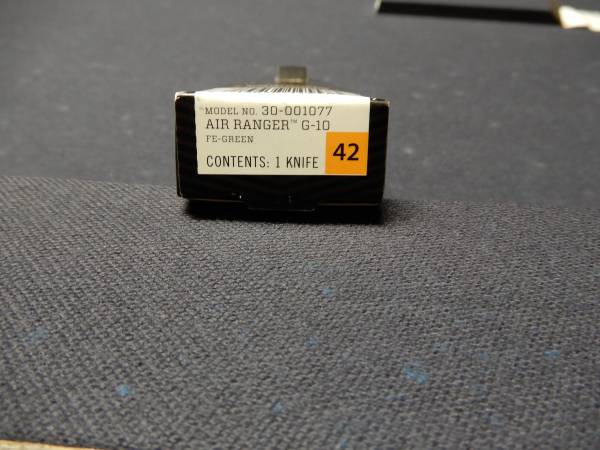 MODEL NO. 30-001077
AIR RANGER™ G-10
FE-GREEN
CONTENTS: 1 KNIFE
42